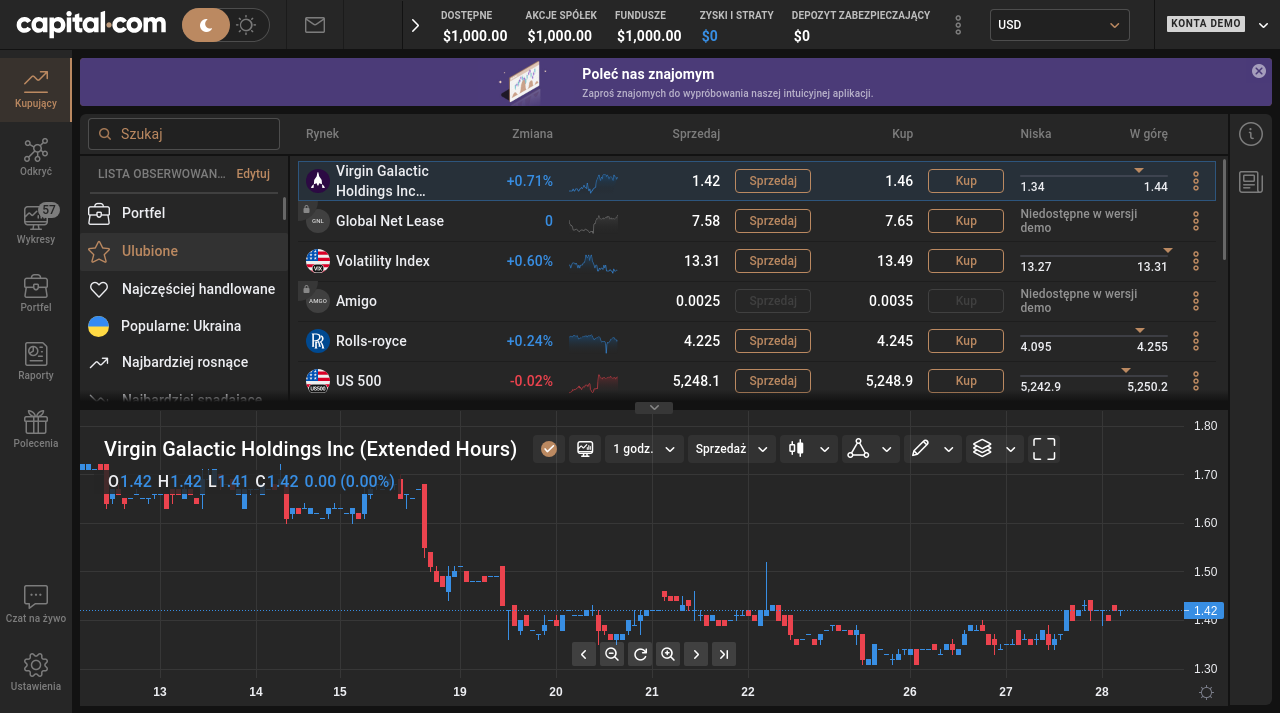 capital.com
DOSTĘPNE
$1,000.00
AKCJE SPÓŁEK
$1,000.00
FUNDUSZE
$1,000.00
ZYSKI I STRATY
$0
DEPOZYT ZABEZPIECZAJĄCY
$0
USD
KONTO DEMO
Kupujący
Odkryć
57
Wykresy
Portfel
Raporty
Polecenia
Czat na żywo
Ustawienia
Poleć nas znajomym
Zaproś znajomych do wypróbowania naszej intuicyjnej aplikacji.
Szukaj
LISTA OBSERWOWAN... Edytuj
Portfel
Ulubione
Najczęściej handlowane
Popularne: Ukraina
Najbardziej rosnące
Najbardziej spadające
Rynek Zmiana Sprzedaj Kup Niska W górę
Virgin Galactic
Holdings Inc... +0.71% 1.42 Sprzedaj 1.46 Kup 1.34 1.44
GNL Global Net Lease 0 7.58 Sprzedaj 7.65 Kup Niedostępne w wersji
demo
VIX Volatility Index +0.60% 13.31 Sprzedaj 13.49 Kup 13.27 13.31
AMGO Amigo 0.0025 Sprzedaj 0.0035 Kup Niedostępne w wersji
demo
Rolls-royce +0.24% 4.225 Sprzedaj 4.245 Kup 4.095 4.255
US500 US 500 -0.02% 5,248.1 Sprzedaj 5,248.9 Kup 5,242.9 5,250.2
Virgin Galactic Holdings Inc (Extended Hours) 1 godz. Sprzedaż
O1.42 H1.42 L1.41 C1.42 0.00 (0.00%)
1.80
1.70
1.60
1.50
1.42
1.40
1.30
13 14 15 19 20 21 22 26 27 28